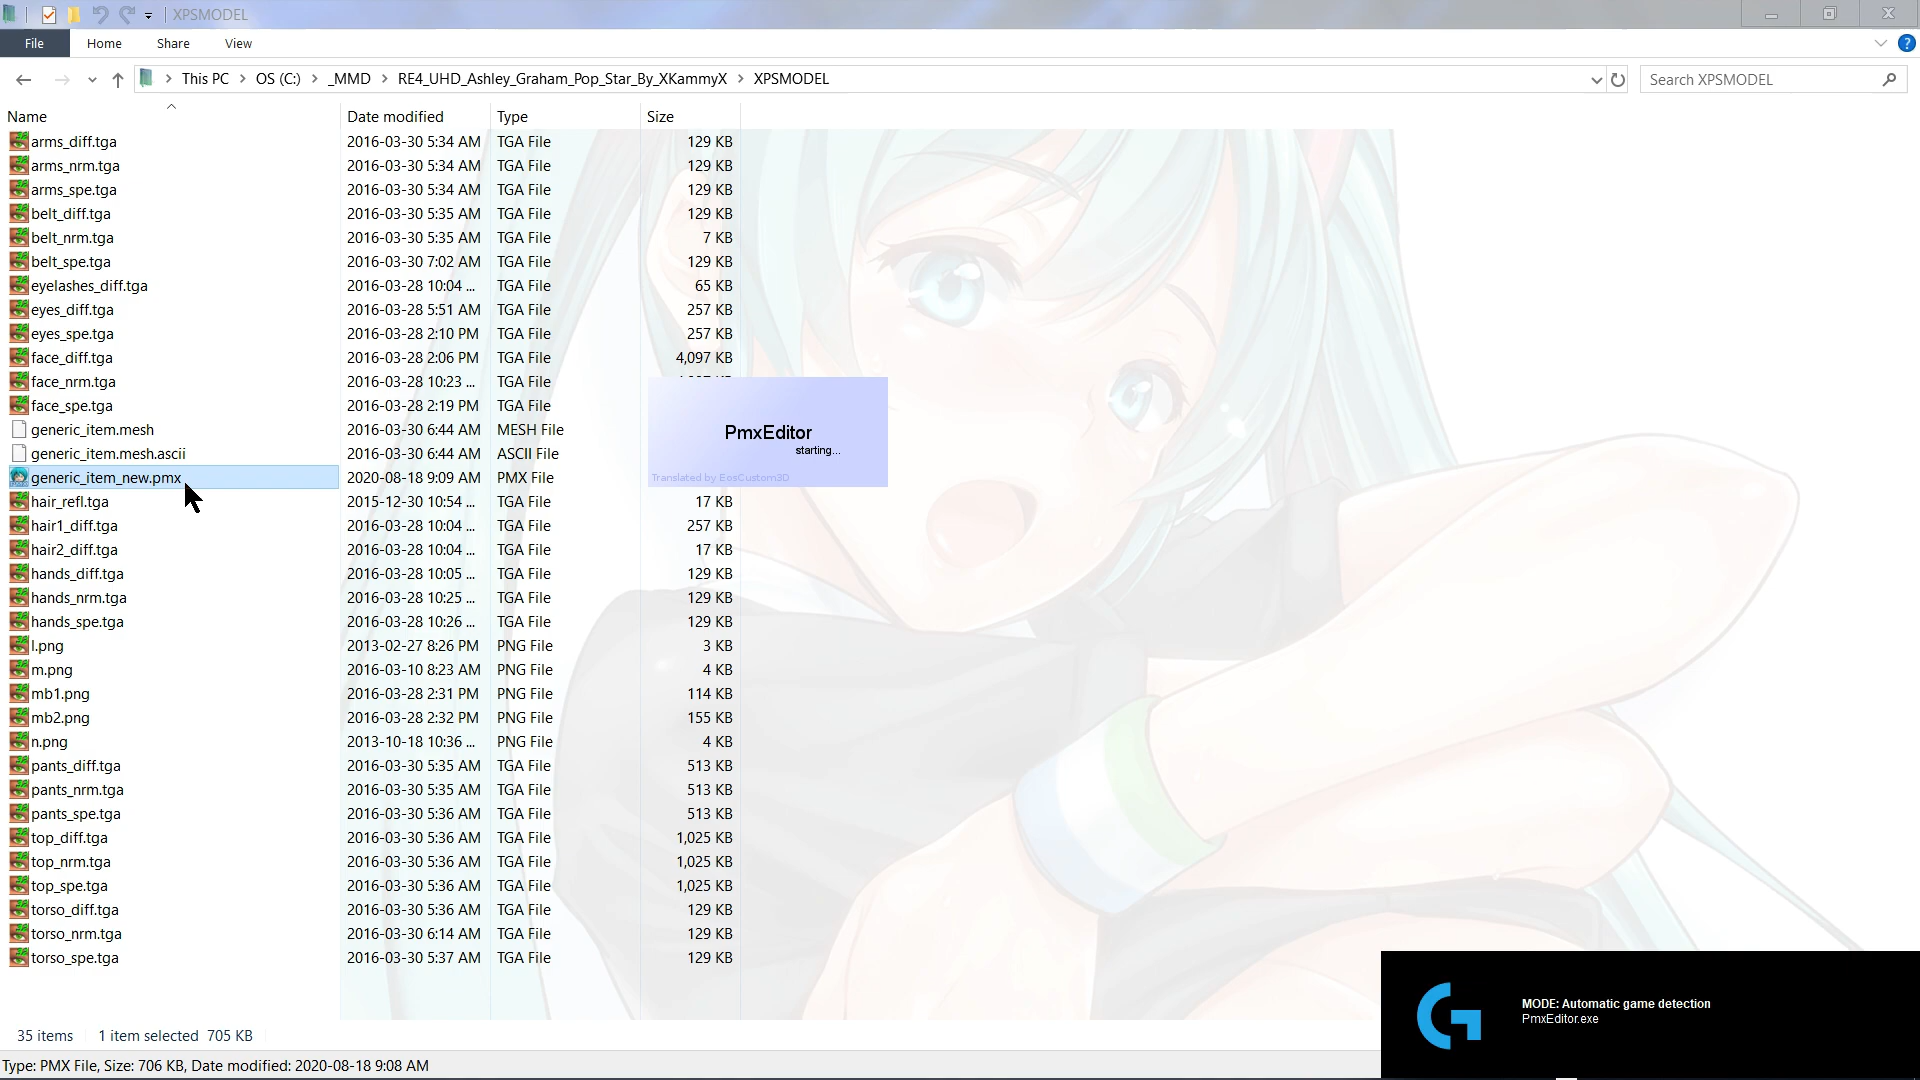 XPSMODEL
File Home Share View
This PC OS (C:) _MMD RE4_UHD_Ashley_Graham_Pop_Star_By_XKammyX XPSMODEL Search XPSMODEL
Name Date modified Type Size
arms_diff.tga 2016-03-30 5:34 AM TGA File 129 KB
arms_nrm.tga 2016-03-30 5:34 AM TGA File 129 KB
arms_spe.tga 2016-03-30 5:34 AM TGA File 129 KB
belt_diff.tga 2016-03-30 5:35 AM TGA File 129 KB
belt_nrm.tga 2016-03-30 5:35 AM TGA File 7 KB
belt_spe.tga 2016-03-30 7:02 AM TGA File 129 KB
eyelashes_diff.tga 2016-03-28 10:04 ... TGA File 65 KB
eyes_diff.tga 2016-03-28 5:51 AM TGA File 257 KB
eyes_spe.tga 2016-03-28 2:10 PM TGA File 257 KB
face_diff.tga 2016-03-28 2:06 PM TGA File 4,097 KB
face_nrm.tga 2016-03-28 10:23 ... TGA File
face_spe.tga 2016-03-28 2:19 PM TGA File
generic_item.mesh 2016-03-30 6:44 AM MESH File
generic_item.mesh.ascii 2016-03-30 6:44 AM ASCII File
generic_item_new.pmx 2020-08-18 9:09 AM PMX File
PmxEditor
starting...
Translated by EosCustom3D
hair_refl.tga 2015-12-30 10:54 ... TGA File 17 KB
hair1_diff.tga 2016-03-28 10:04 ... TGA File 257 KB
hair2_diff.tga 2016-03-28 10:04 ... TGA File 17 KB
hands_diff.tga 2016-03-28 10:05 ... TGA File 129 KB
hands_nrm.tga 2016-03-28 10:25 ... TGA File 129 KB
hands_spe.tga 2016-03-28 10:26 ... TGA File 129 KB
l.png 2013-02-27 8:26 PM PNG File 3 KB
m.png 2016-03-10 8:23 AM PNG File 4 KB
mb1.png 2016-03-28 2:31 PM PNG File 114 KB
mb2.png 2016-03-28 2:32 PM PNG File 155 KB
n.png 2013-10-18 10:36 ... PNG File 4 KB
pants_diff.tga 2016-03-30 5:35 AM TGA File 513 KB
pants_nrm.tga 2016-03-30 5:35 AM TGA File 513 KB
pants_spe.tga 2016-03-30 5:36 AM TGA File 513 KB
top_diff.tga 2016-03-30 5:36 AM TGA File 1,025 KB
top_nrm.tga 2016-03-30 5:36 AM TGA File 1,025 KB
top_spe.tga 2016-03-30 5:36 AM TGA File 1,025 KB
torso_diff.tga 2016-03-30 5:36 AM TGA File 129 KB
torso_nrm.tga 2016-03-30 6:14 AM TGA File 129 KB
torso_spe.tga 2016-03-30 5:37 AM TGA File 129 KB
MODE: Automatic game detection
PmxEditor.exe
35 items 1 item selected 705 KB
Type: PMX File, Size: 706 KB, Date modified: 2020-08-18 9:08 AM